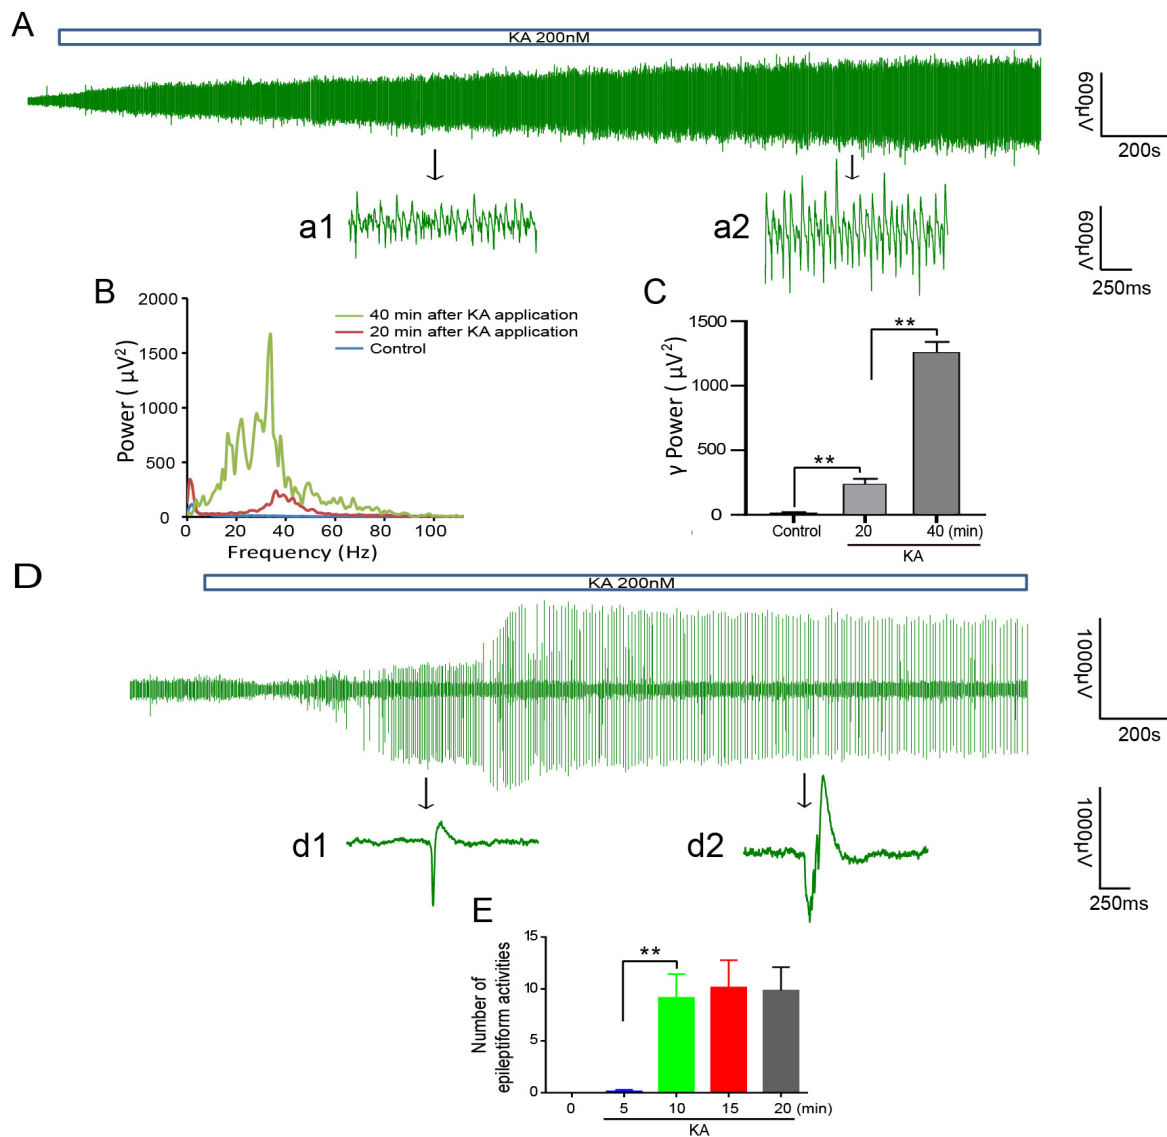 A
KA 200nM
600µV
200s
a1
a2
600µV
250ms
B
Power ( µV²)
2000
1500
1000
500
0
40 min after KA application
20 min after KA application
Control
0 20 40 60 80 100
Frequency (Hz)
C
γ Power ( µV²)
1500
1000
500
0
**
**
Control 20 40 (min)
KA
D
KA 200nM
1000µV
200s
d1
d2
1000µV
250ms
E
Number of
epileptiform activities
15
10
5
0
**
0 5 10 15 20 (min)
KA